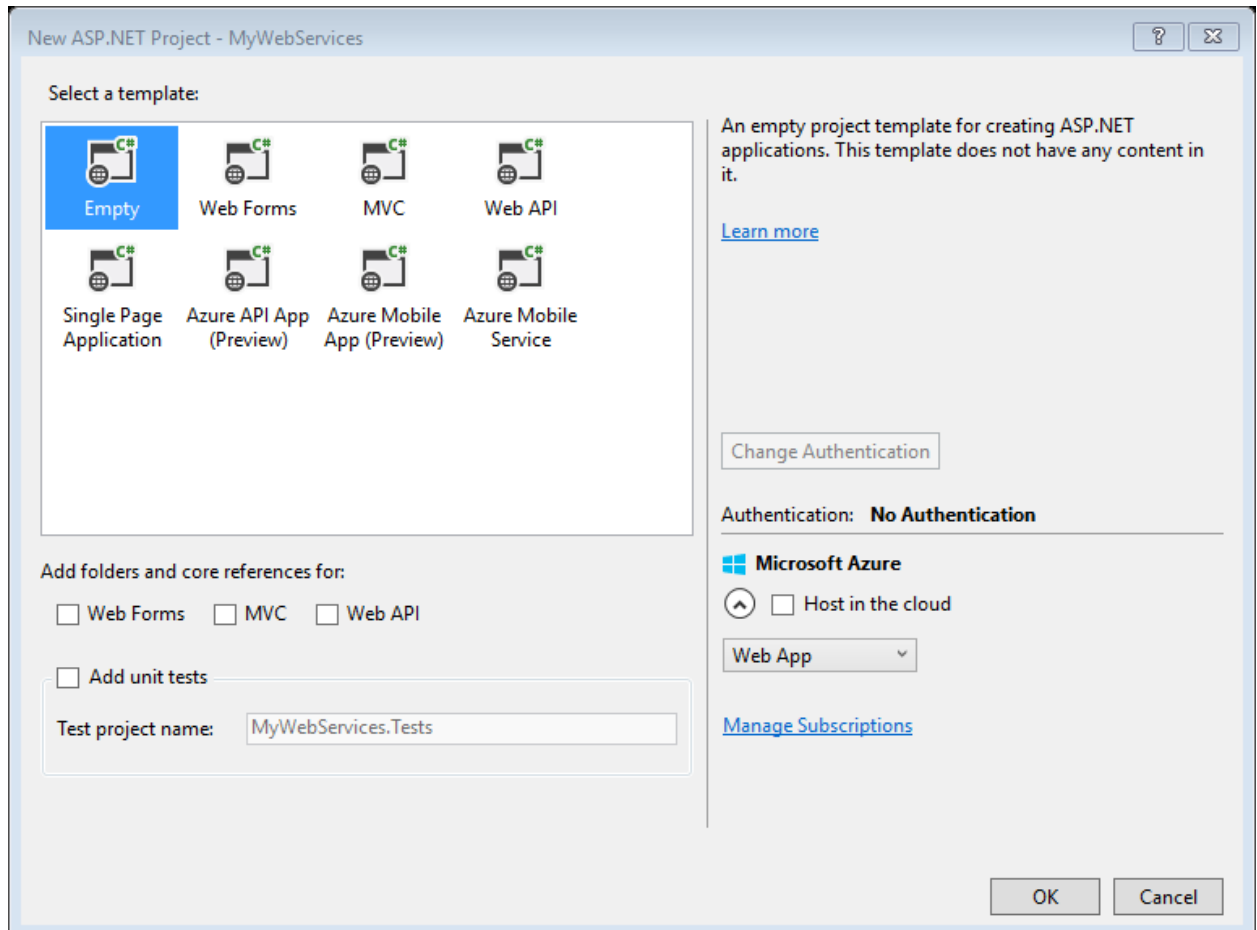 New ASP.NET Project - MyWebServices
?
Select a template:
C# C# C# C#
Empty Web Forms MVC Web API
C# C# C# C#
Single Page Azure API App Azure Mobile Azure Mobile
Application (Preview) App (Preview) Service
An empty project template for creating ASP.NET
applications. This template does not have any content in
it.
Learn more
Change Authentication
Authentication: No Authentication
Add folders and core references for:
Web Forms MVC Web API
Add unit tests
Test project name: MyWebServices.Tests
Microsoft Azure
Host in the cloud
Web App
Manage Subscriptions
OK Cancel